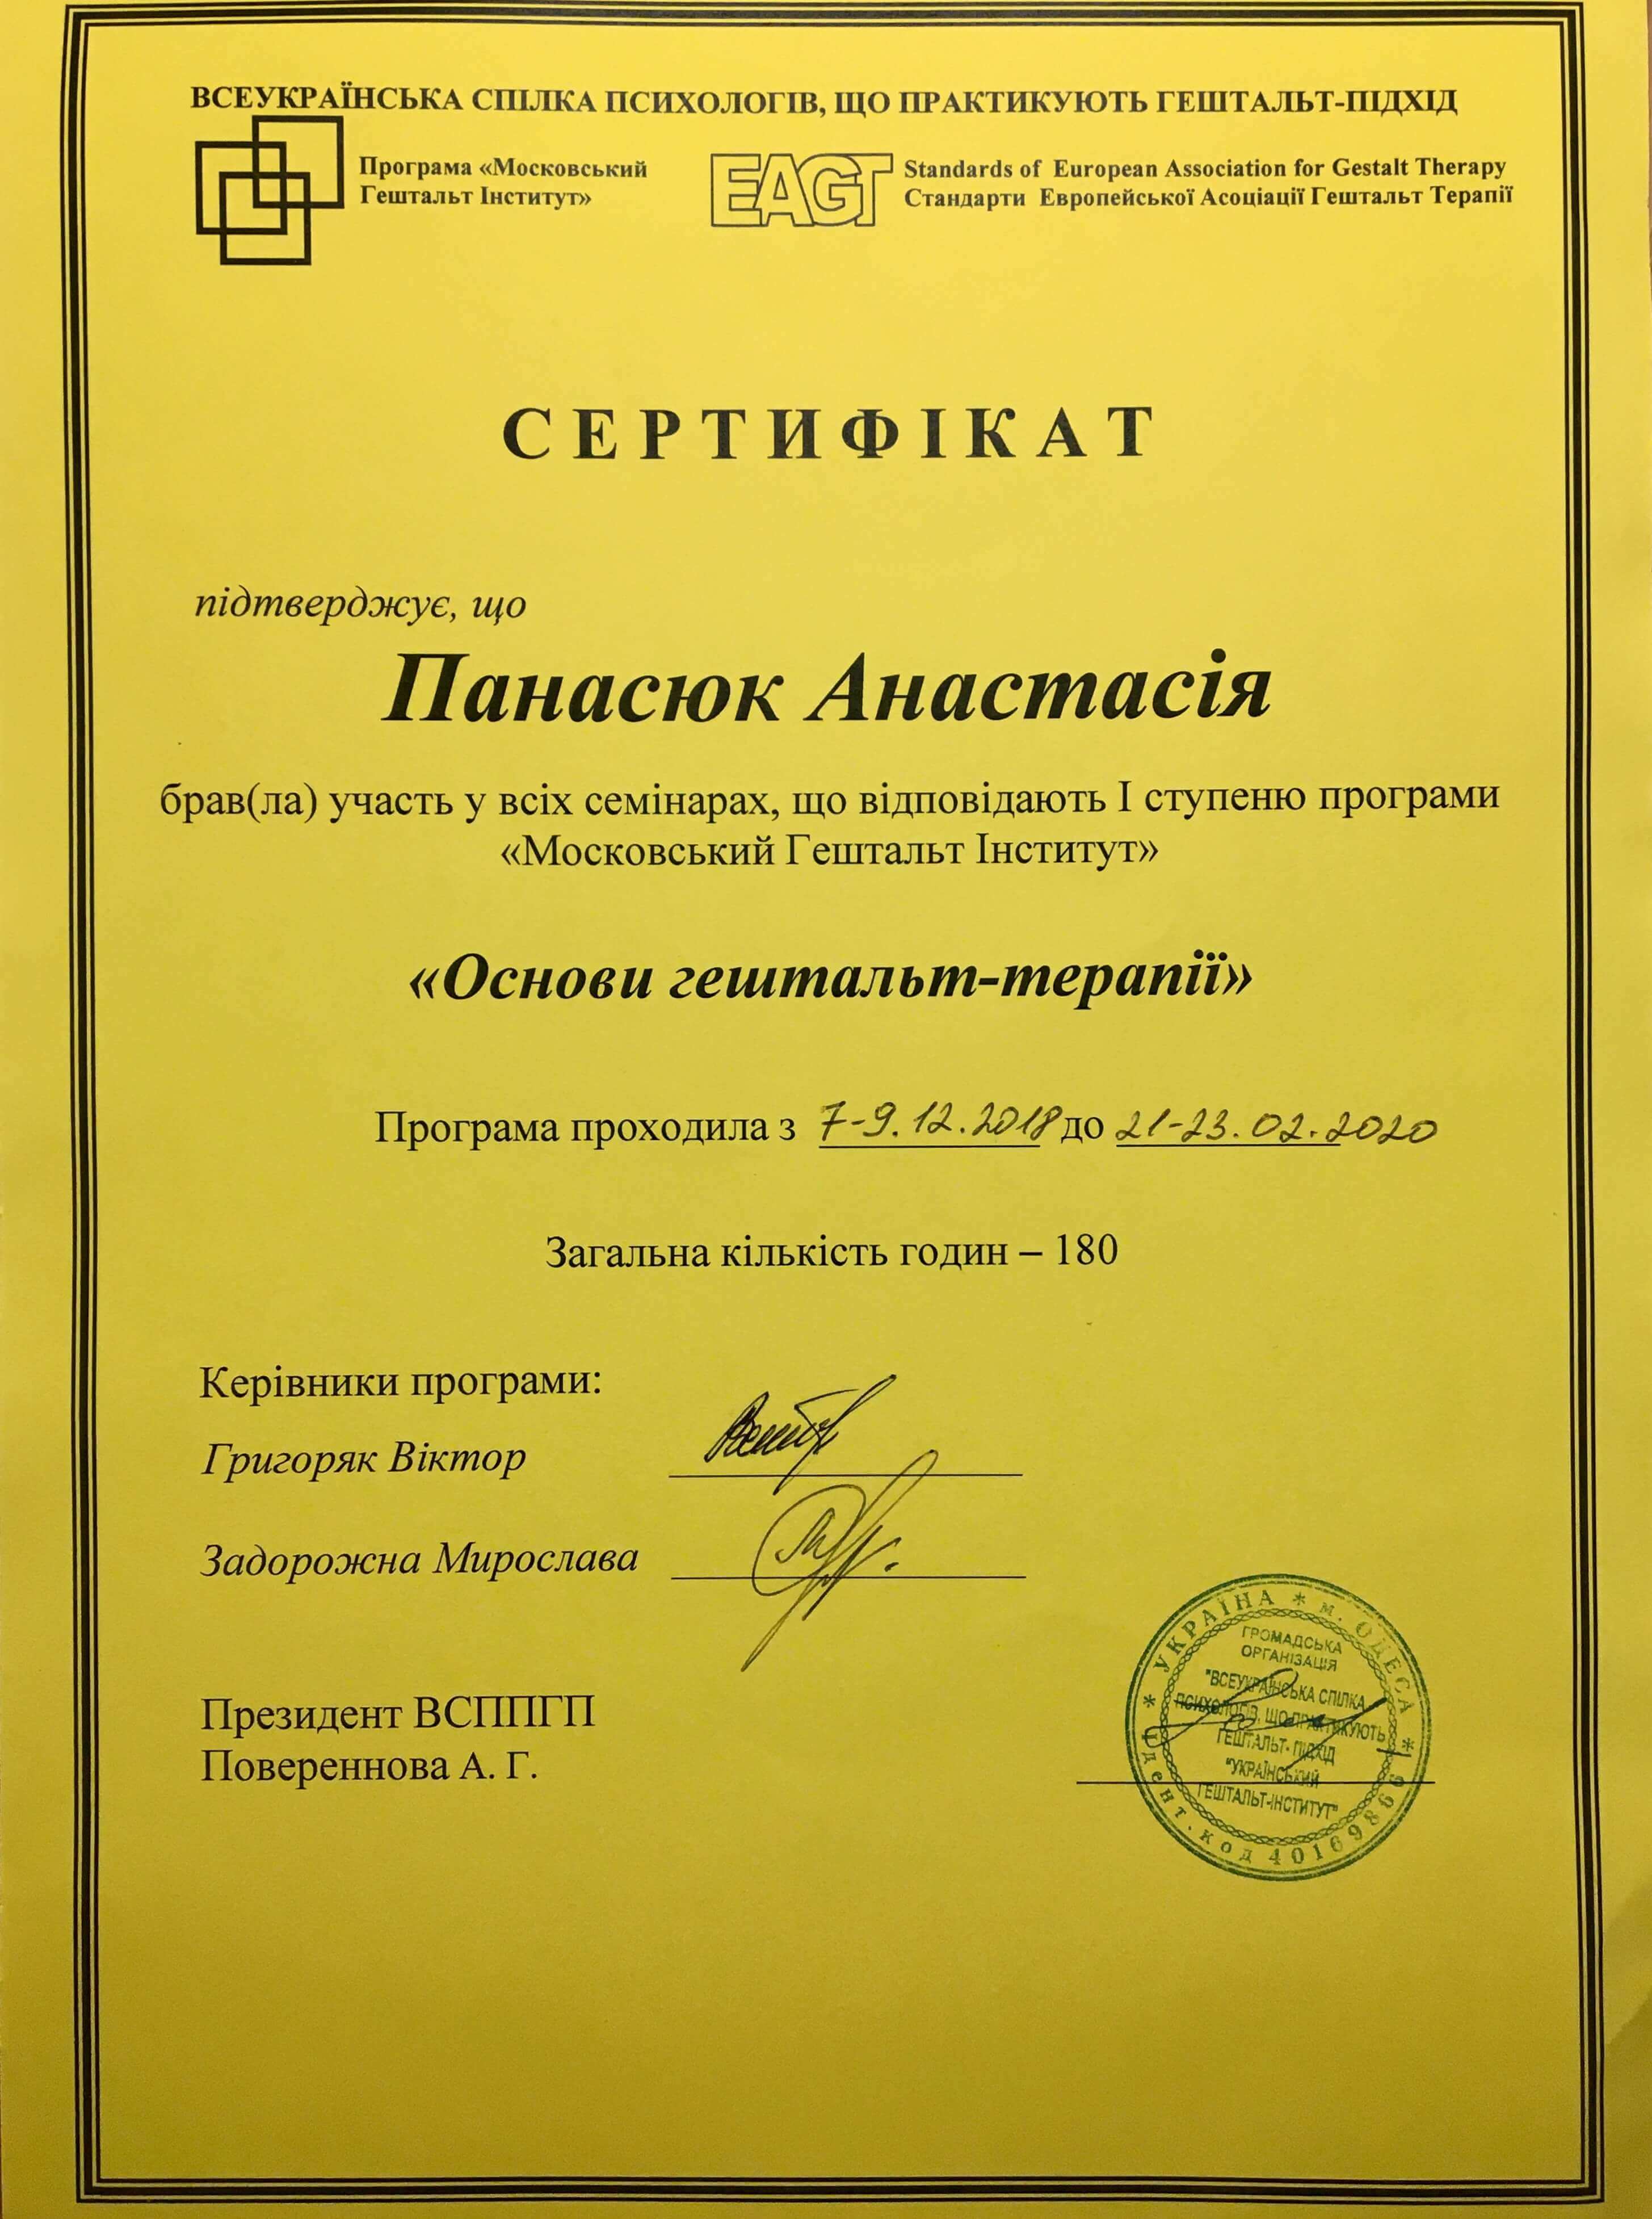 ВСЕУКРАЇНСЬКА СПІЛКА ПСИХОЛОГІВ, ЩО ПРАКТИКУЮТЬ ГЕШТАЛЬТ-ПІДХІД
Програма «Московський
Гештальт Інститут»
EAGT
Standards of European Association for Gestalt Therapy
Стандарти Европейської Асоціації Гештальт Терапії
СЕРТИФІКАТ
підтверджує, що
Панасюк Анастасія
брав(ла) участь у всіх семінарах, що відповідають І ступеню програми
«Московський Гештальт Інститут»
«Основи гештальт-терапії»
Програма проходила з 7-9.12.2018 до 21-23.02.2020
Загальна кількість годин – 180
Керівники програми:
Григоряк Віктор
Задорожна Мирослава
Президент ВСППГП
Повереннова А. Г.
* УКРАЇНА * м. ОДЕСА *
ГРОМАДСЬКА
ОРГАНІЗАЦІЯ
"ВСЕУКРАЇНСЬКА СПІЛКА
ПСИХОЛОГІВ, ЩО ПРАКТИКУЮТЬ
ГЕШТАЛЬТ-ПІДХІД
"УКРАЇНСЬКИЙ
ГЕШТАЛЬТ-ІНСТИТУТ"
Ідент. код 40169866